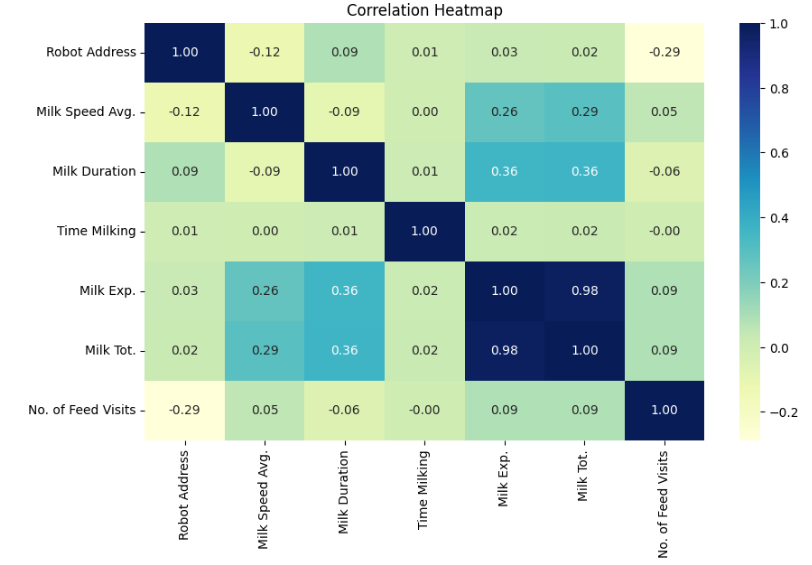 Correlation Heatmap
Robot Address 1.00 -0.12 0.09 0.01 0.03 0.02 -0.29
Milk Speed Avg. -0.12 1.00 -0.09 0.00 0.26 0.29 0.05
Milk Duration 0.09 -0.09 1.00 0.01 0.36 0.36 -0.06
Time Milking 0.01 0.00 0.01 1.00 0.02 0.02 -0.00
Milk Exp. 0.03 0.26 0.36 0.02 1.00 0.98 0.09
Milk Tot. 0.02 0.29 0.36 0.02 0.98 1.00 0.09
No. of Feed Visits -0.29 0.05 -0.06 -0.00 0.09 0.09 1.00
Robot Address
Milk Speed Avg.
Milk Duration
Time Milking
Milk Exp.
Milk Tot.
No. of Feed Visits
1.0
0.8
0.6
0.4
0.2
0.0
−0.2